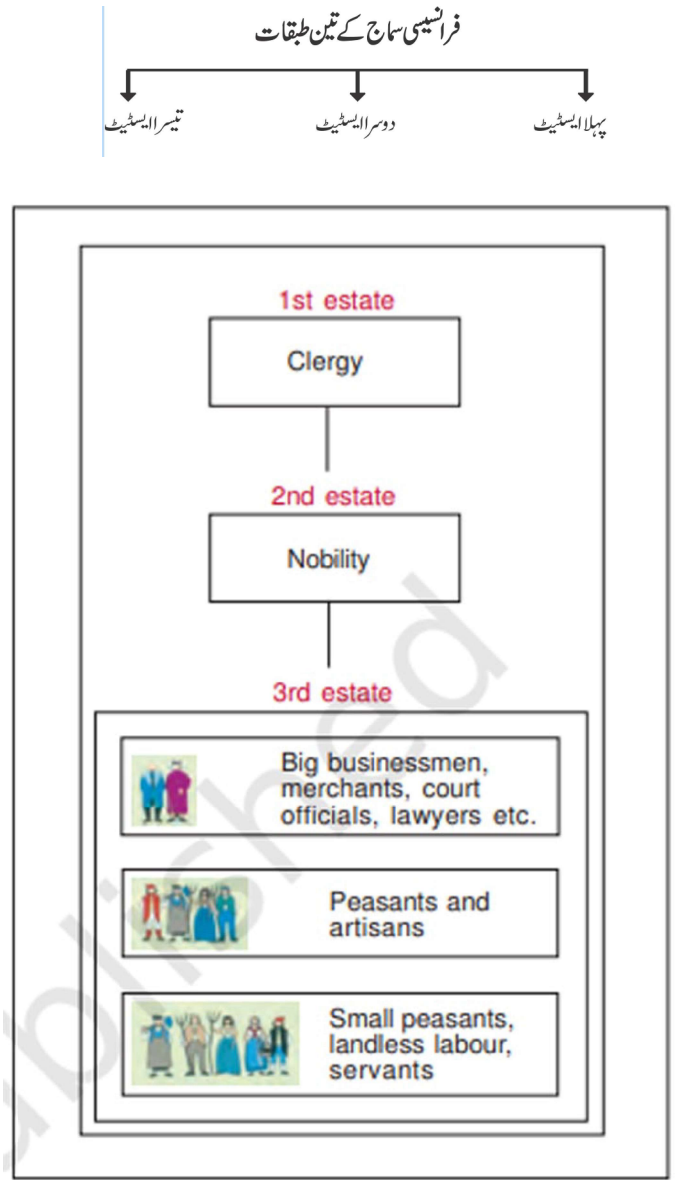 فرانسیسی سماج کے تین طبقات
پہلا ایسٹیٹ
دوسرا ایسٹیٹ
تیسرا ایسٹیٹ
1st estate
Clergy
2nd estate
Nobility
3rd estate
Big businessmen,
merchants, court
officials, lawyers etc.
Peasants and
artisans
Small peasants,
landless labour,
servants
ublished